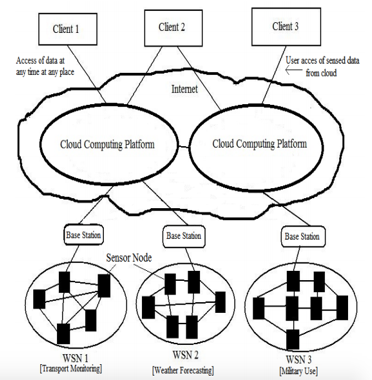 Client 1
Client 2
Client 3
Access of data at
any time at any place
User acces of sensed data
from cloud
Internet
Cloud Computing Platform
Cloud Computing Platform
Base Station
Base Station
Base Station
Sensor Node
WSN 1
[Transport Monitoring]
WSN 2
[Weather Forecasting]
WSN 3
[Military Use]